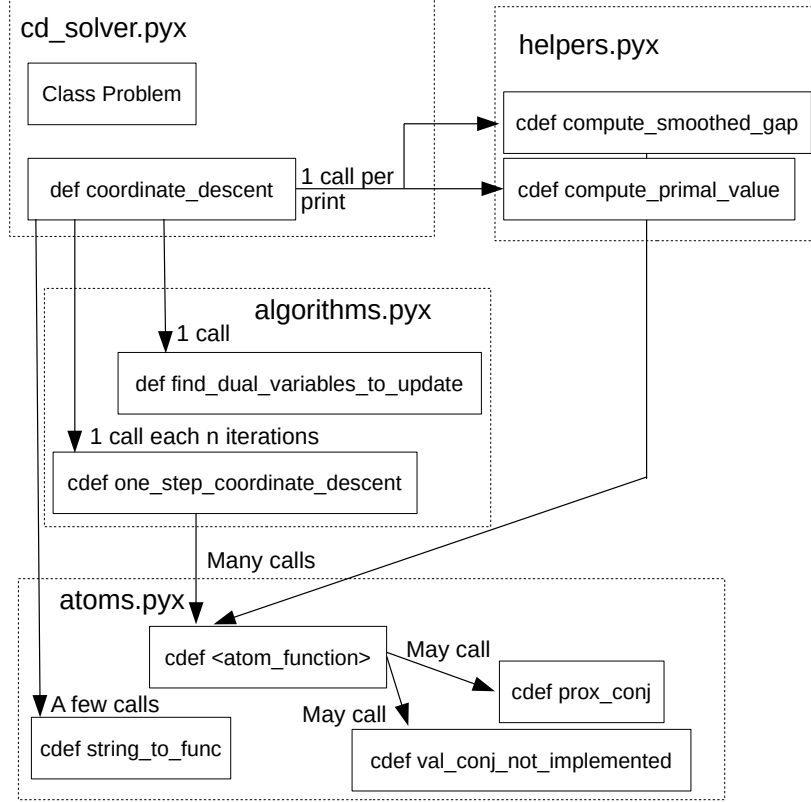 cd_solver.pyx
Class Problem
def coordinate_descent
1 call per
print
helpers.pyx
cdef compute_smoothed_gap
cdef compute_primal_value
algorithms.pyx
1 call
def find_dual_variables_to_update
1 call each n iterations
cdef one_step_coordinate_descent
Many calls
atoms.pyx
cdef <atom_function>
May call
cdef prox_conj
A few calls
May call
cdef string_to_func
cdef val_conj_not_implemented